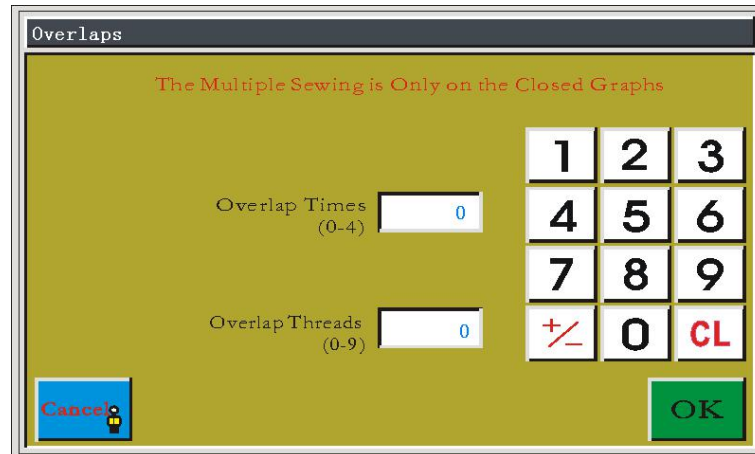 Overlaps
The Multiple Sewing is Only on the Closed Graphs
1 2 3
Overlap Times 0
(0-4)
4 5 6
7 8 9
Overlap Threads 0
(0-9)
+/- 0 CL
Cancel
OK